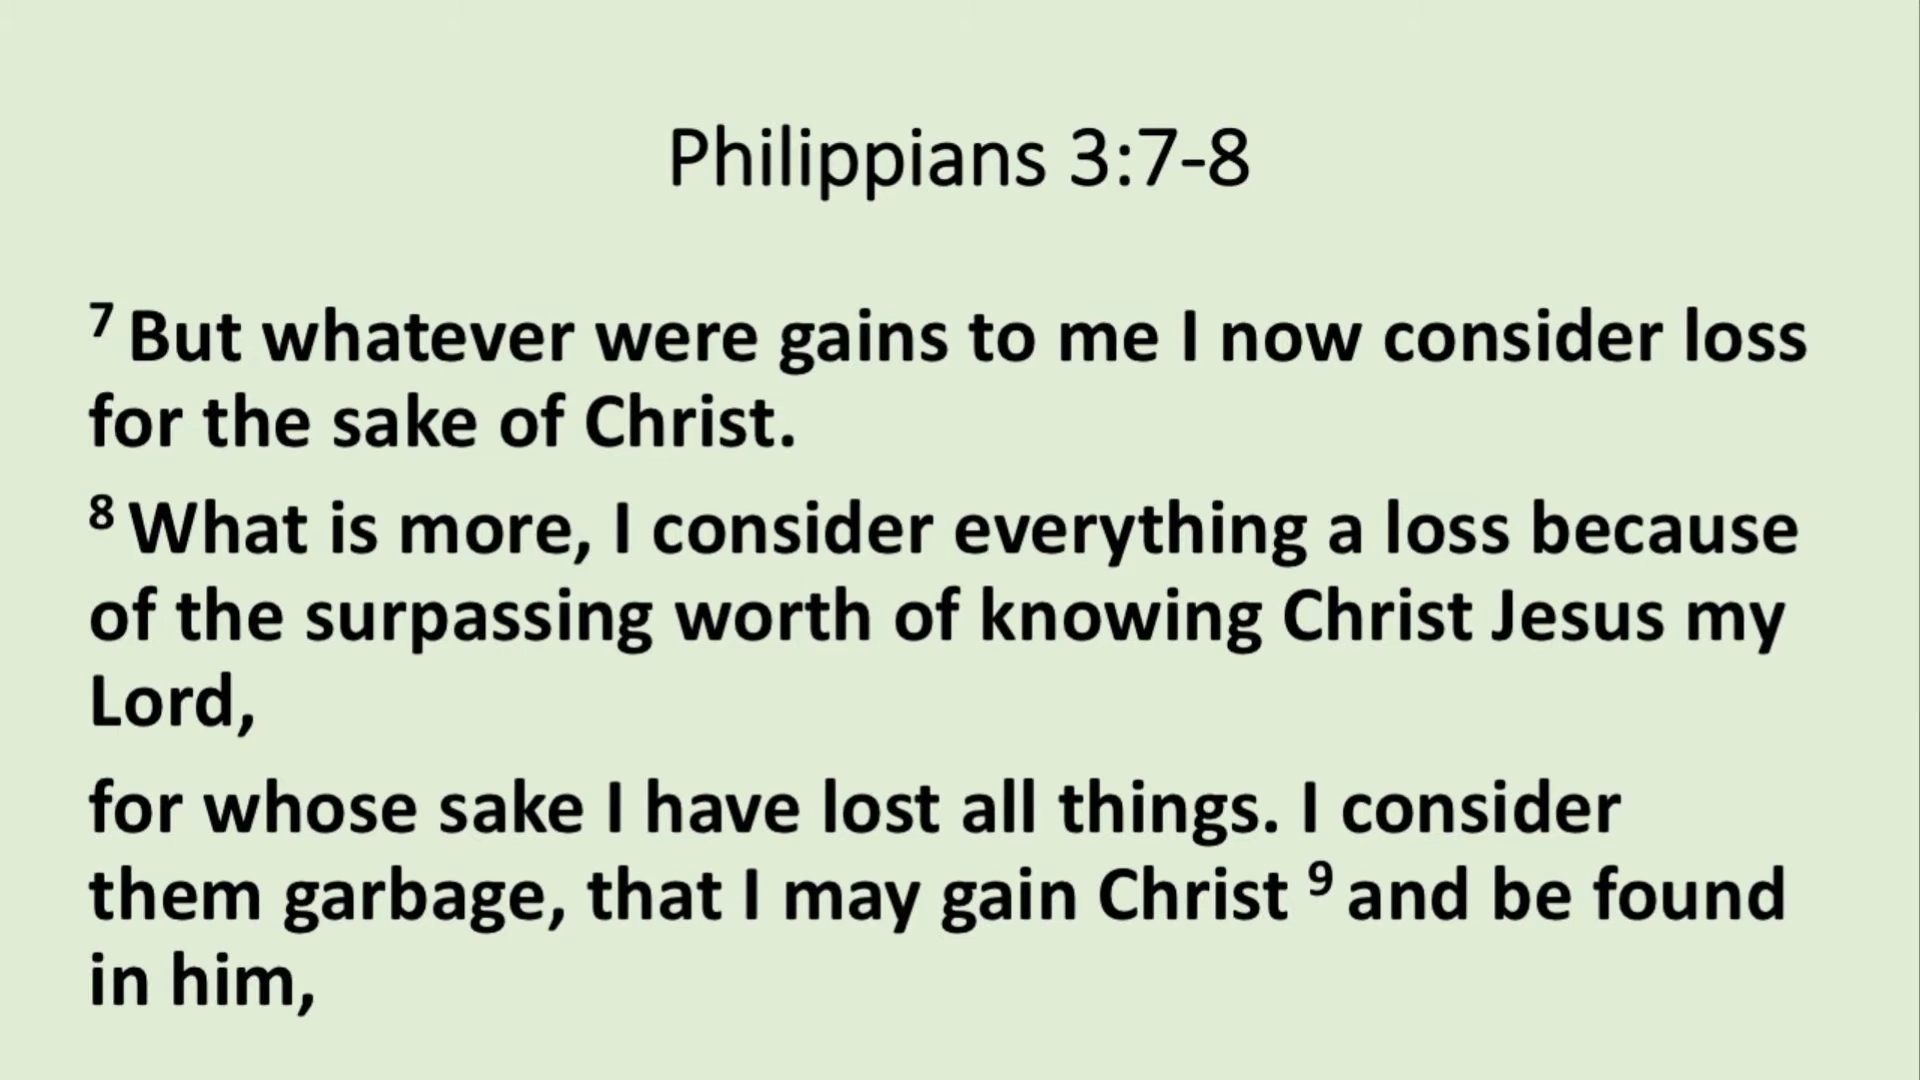 Philippians 3:7-8
7 But whatever were gains to me I now consider loss
for the sake of Christ.
8 What is more, I consider everything a loss because
of the surpassing worth of knowing Christ Jesus my
Lord,
for whose sake I have lost all things. I consider
them garbage, that I may gain Christ 9 and be found
in him,